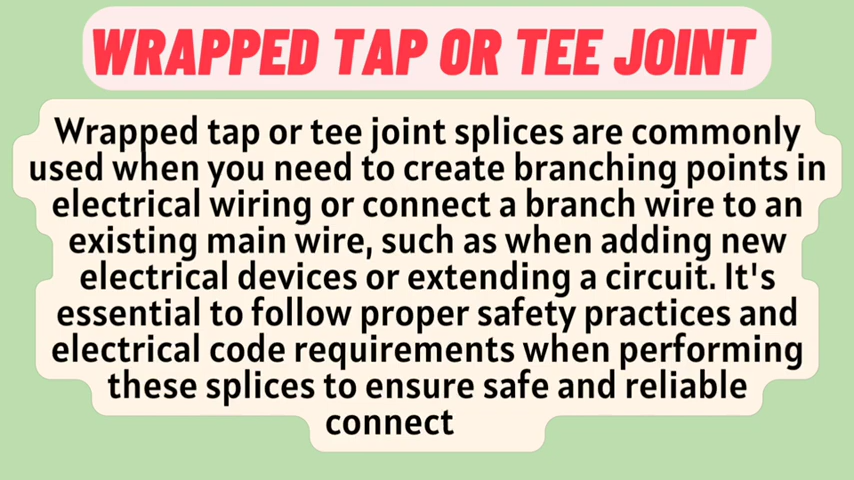 WRAPPED TAP OR TEE JOINT
Wrapped tap or tee joint splices are commonly
used when you need to create branching points in
electrical wiring or connect a branch wire to an
existing main wire, such as when adding new
electrical devices or extending a circuit. It's
essential to follow proper safety practices and
electrical code requirements when performing
these splices to ensure safe and reliable
connect